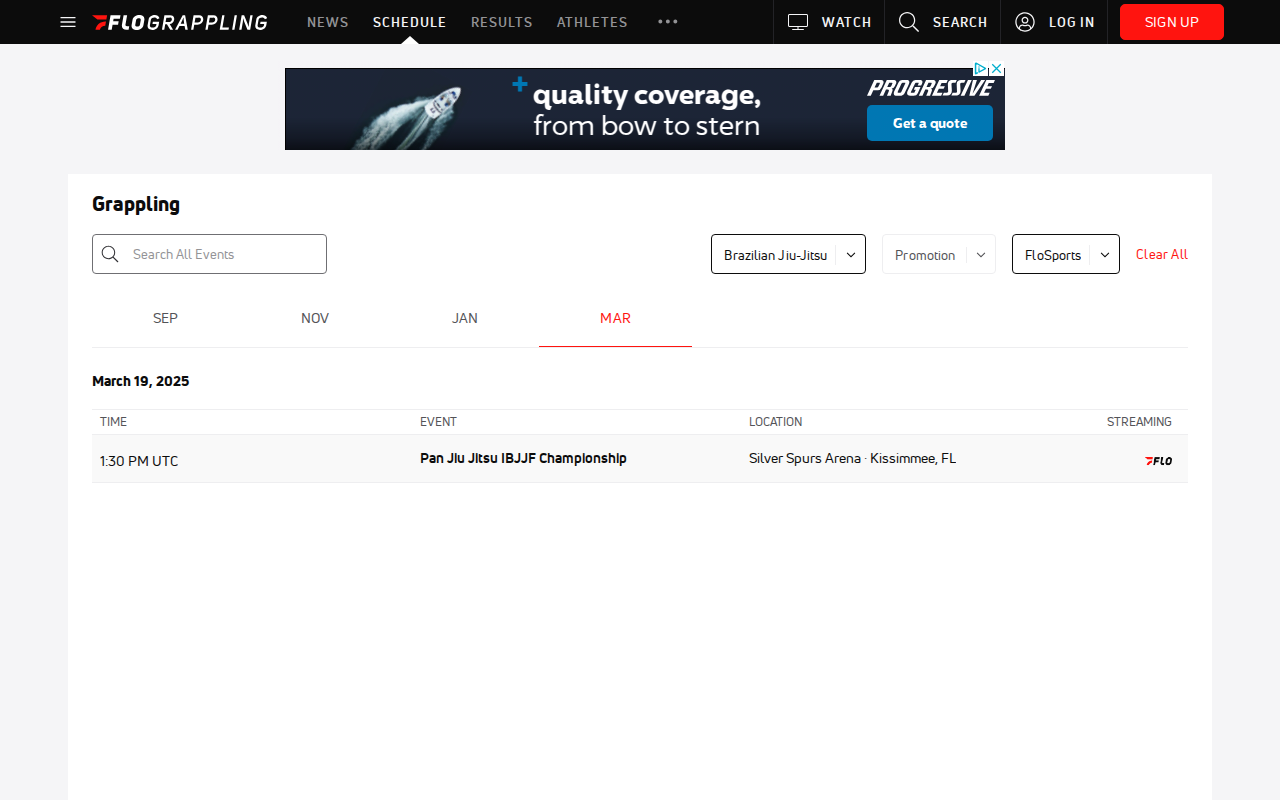 FLOGRAPPLING NEWS SCHEDULE RESULTS ATHLETES WATCH SEARCH LOG IN SIGN UP
quality coverage,
from bow to stern
PROGRESSIVE
Get a quote
Grappling
Search All Events Brazilian Jiu-Jitsu Promotion FloSports Clear All
SEP NOV JAN MAR
March 19, 2025
TIME EVENT LOCATION STREAMING
1:30 PM UTC Pan Jiu Jitsu IBJJF Championship Silver Spurs Arena · Kissimmee, FL FLO